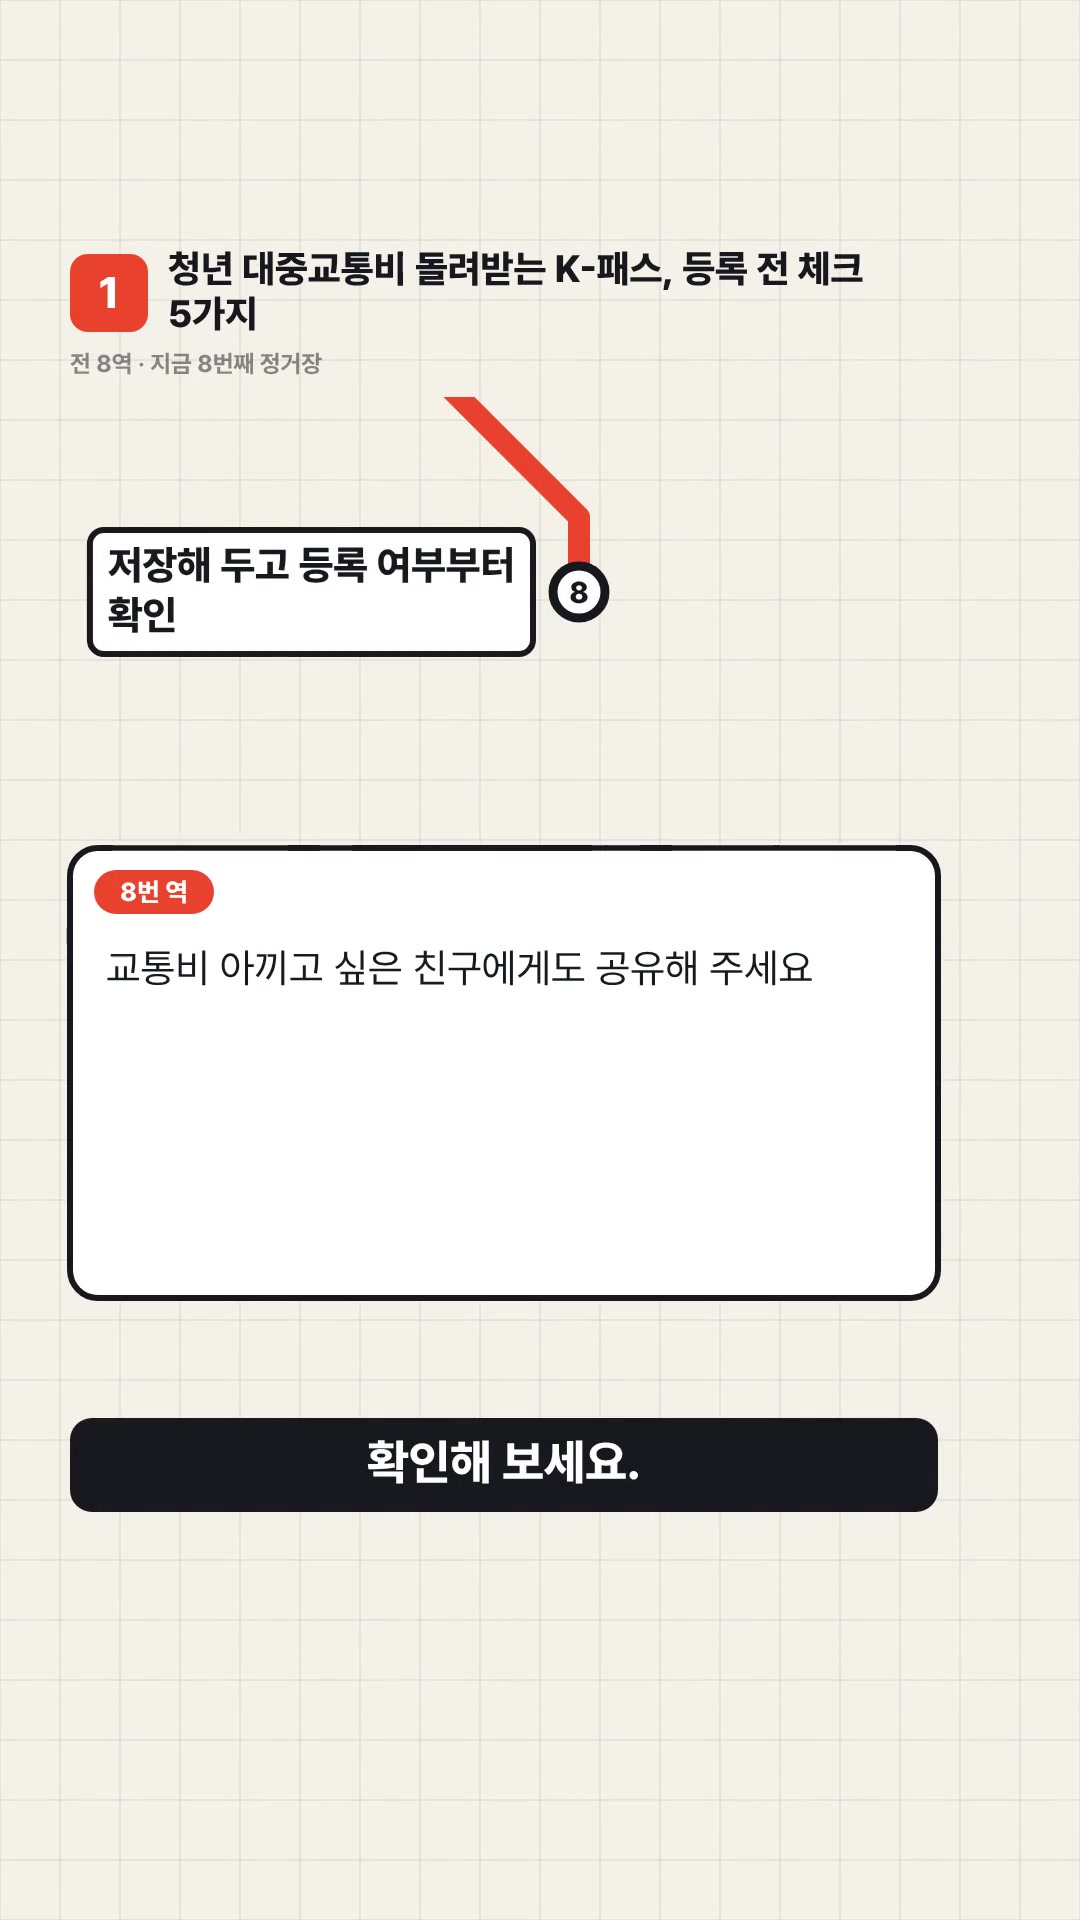 1
청년 대중교통비 돌려받는 K-패스, 등록 전 체크
5가지
전 8역 · 지금 8번째 정거장
저장해 두고 등록 여부부터
확인
8
8번 역
교통비 아끼고 싶은 친구에게도 공유해 주세요
확인해 보세요.